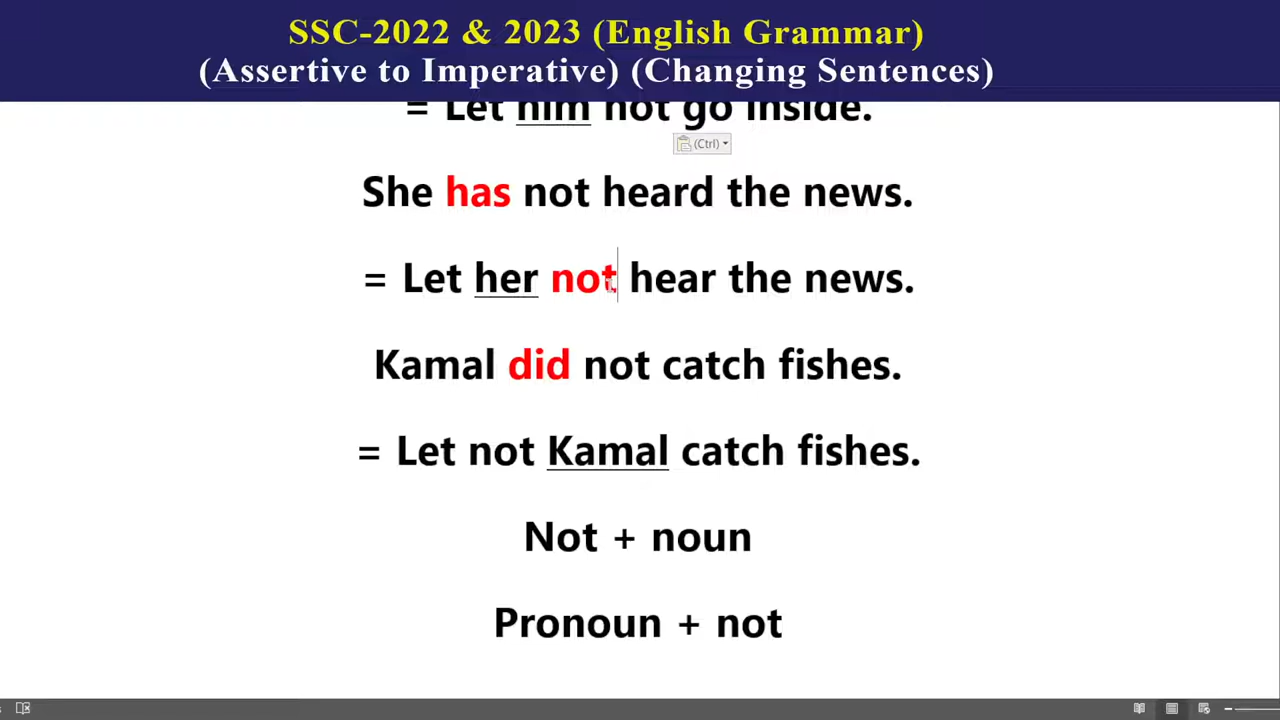 SSC-2022 & 2023 (English Grammar)
(Assertive to Imperative) (Changing Sentences)
= Let him not go inside.
(Ctrl)
She has not heard the news.
= Let her not hear the news.
Kamal did not catch fishes.
= Let not Kamal catch fishes.
Not + noun
Pronoun + not